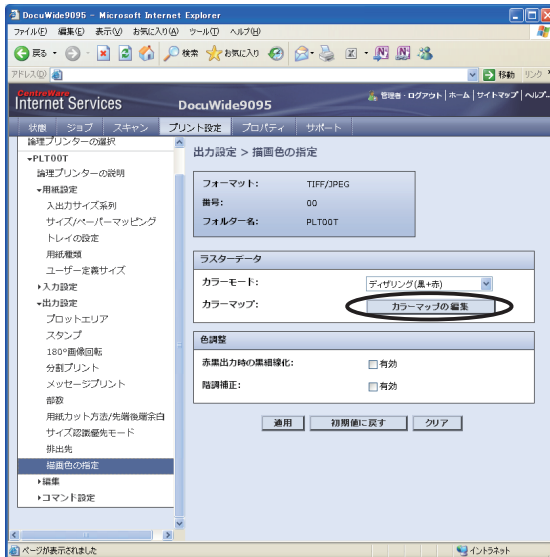 DocuWide9095 - Microsoft Internet Explorer
ファイル(F) 編集(E) 表示(V) お気に入り(A) ツール(T) ヘルプ(H)
戻る 検索 お気に入り
アドレス(D) 移動 リンク
CentreWare
Internet Services DocuWide9095
管理者・ログアウト ホーム サイトマップ ヘルプ...
状態 ジョブ スキャン プリント設定 プロパティ サポート
論理プリンターの選択
PLT00T
論理プリンターの説明
用紙設定
入出力サイズ系列
サイズ/ペーパーマッピング
トレイの設定
用紙種類
ユーザー定義サイズ
入力設定
出力設定
プロットエリア
スタンプ
180°画像回転
分割プリント
メッセージプリント
部数
用紙カット方法/先端後端余白
サイズ認識優先モード
排出先
描画色の指定
編集
コマンド設定
出力設定 > 描画色の指定
フォーマット: TIFF/JPEG
番号: 00
フォルダー名: PLT00T
ラスターデータ
カラーモード: ディザリング(黒+赤)
カラーマップ: カラーマップの編集
色調整
赤黒出力時の黒細線化: 有効
階調補正: 有効
適用 初期値に戻す クリア
ページが表示されました イントラネット